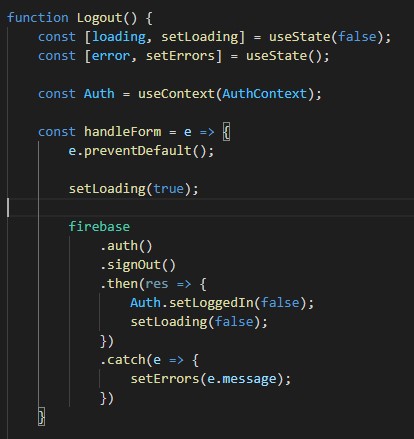 function Logout() {
    const [loading, setLoading] = useState(false);
    const [error, setErrors] = useState();

    const Auth = useContext(AuthContext);

    const handleForm = e => {
        e.preventDefault();

        setLoading(true);

        firebase
            .auth()
            .signOut()
            .then(res => {
                Auth.setLoggedIn(false);
                setLoading(false);
            })
            .catch(e => {
                setErrors(e.message);
            })
    }